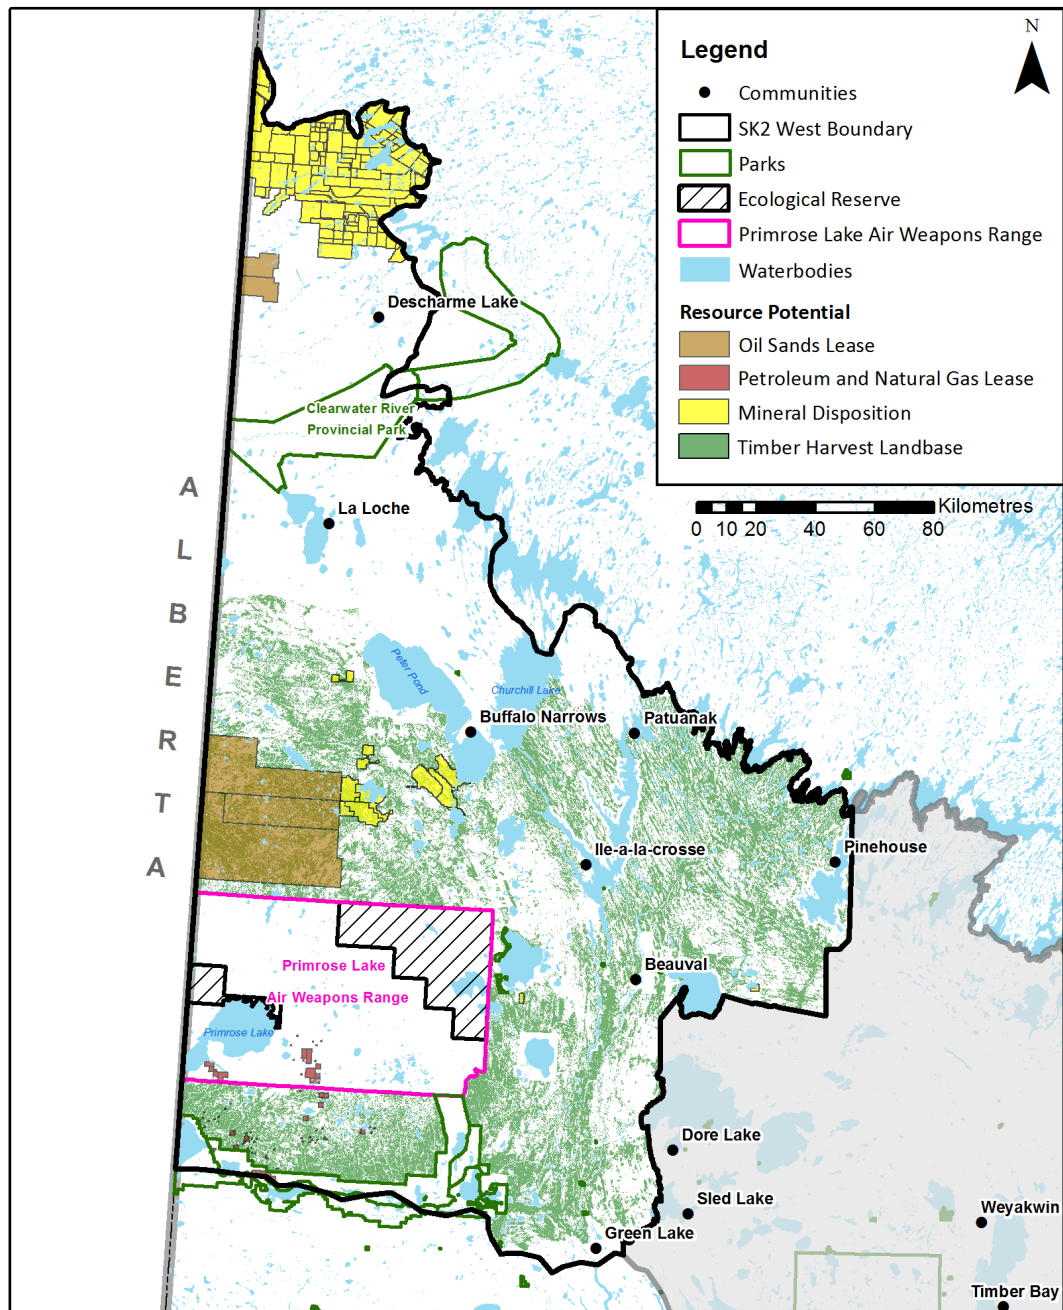 N
Legend
Communities
SK2 West Boundary
Parks
Ecological Reserve
Primrose Lake Air Weapons Range
Waterbodies
Resource Potential
Oil Sands Lease
Petroleum and Natural Gas Lease
Mineral Disposition
Timber Harvest Landbase
Kilometres
0 10 20 40 60 80
Descharme Lake
Clearwater River
Provincial Park
La Loche
ALBERTA
Peter Pond
Churchill Lake
Buffalo Narrows
Patuanak
Ile-a-la-crosse
Pinehouse
Primrose Lake
Air Weapons Range
Primrose Lake
Beauval
Dore Lake
Sled Lake
Green Lake
Weyakwin
Timber Bay